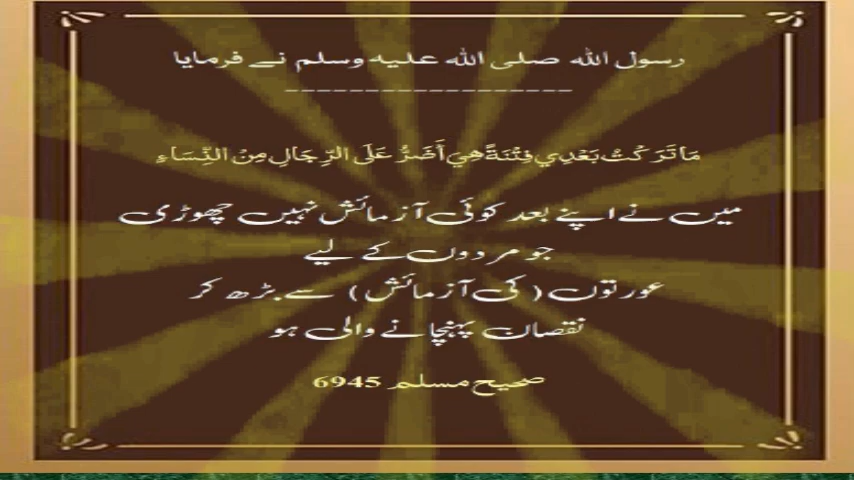 رسول اللہ صلی اللہ علیہ وسلم نے فرمایا
------------------
مَا تَرَكْتُ بَعْدِي فِتْنَةً هِيَ أَضَرُّ عَلَى الرِّجَالِ مِنْ النِّسَاءِ
میں نے اپنے بعد کوئی آزمائش نہیں چھوڑی
جو مردوں کے لیے
عورتوں (کی آزمائش) سے بڑھ کر
نقصان پہنچانے والی ہو
صحیح مسلم 6945